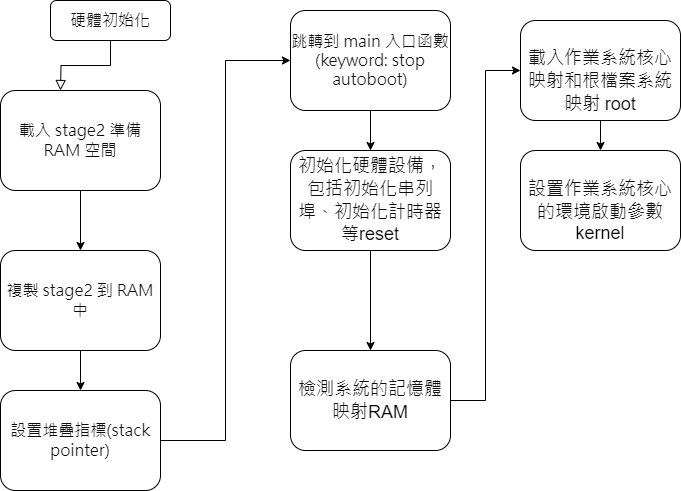 硬體初始化
載入 stage2 準備
RAM 空間
複製 stage2 到 RAM
中
設置堆疊指標(stack
pointer)
跳轉到 main 入口函數
(keyword: stop
autoboot)
初始化硬體設備，
包括初始化串列
埠、初始化計時器
等reset
檢測系統的記憶體
映射RAM
載入作業系統核心
映射和根檔案系統
映射 root
設置作業系統核心
的環境啟動參數
kernel